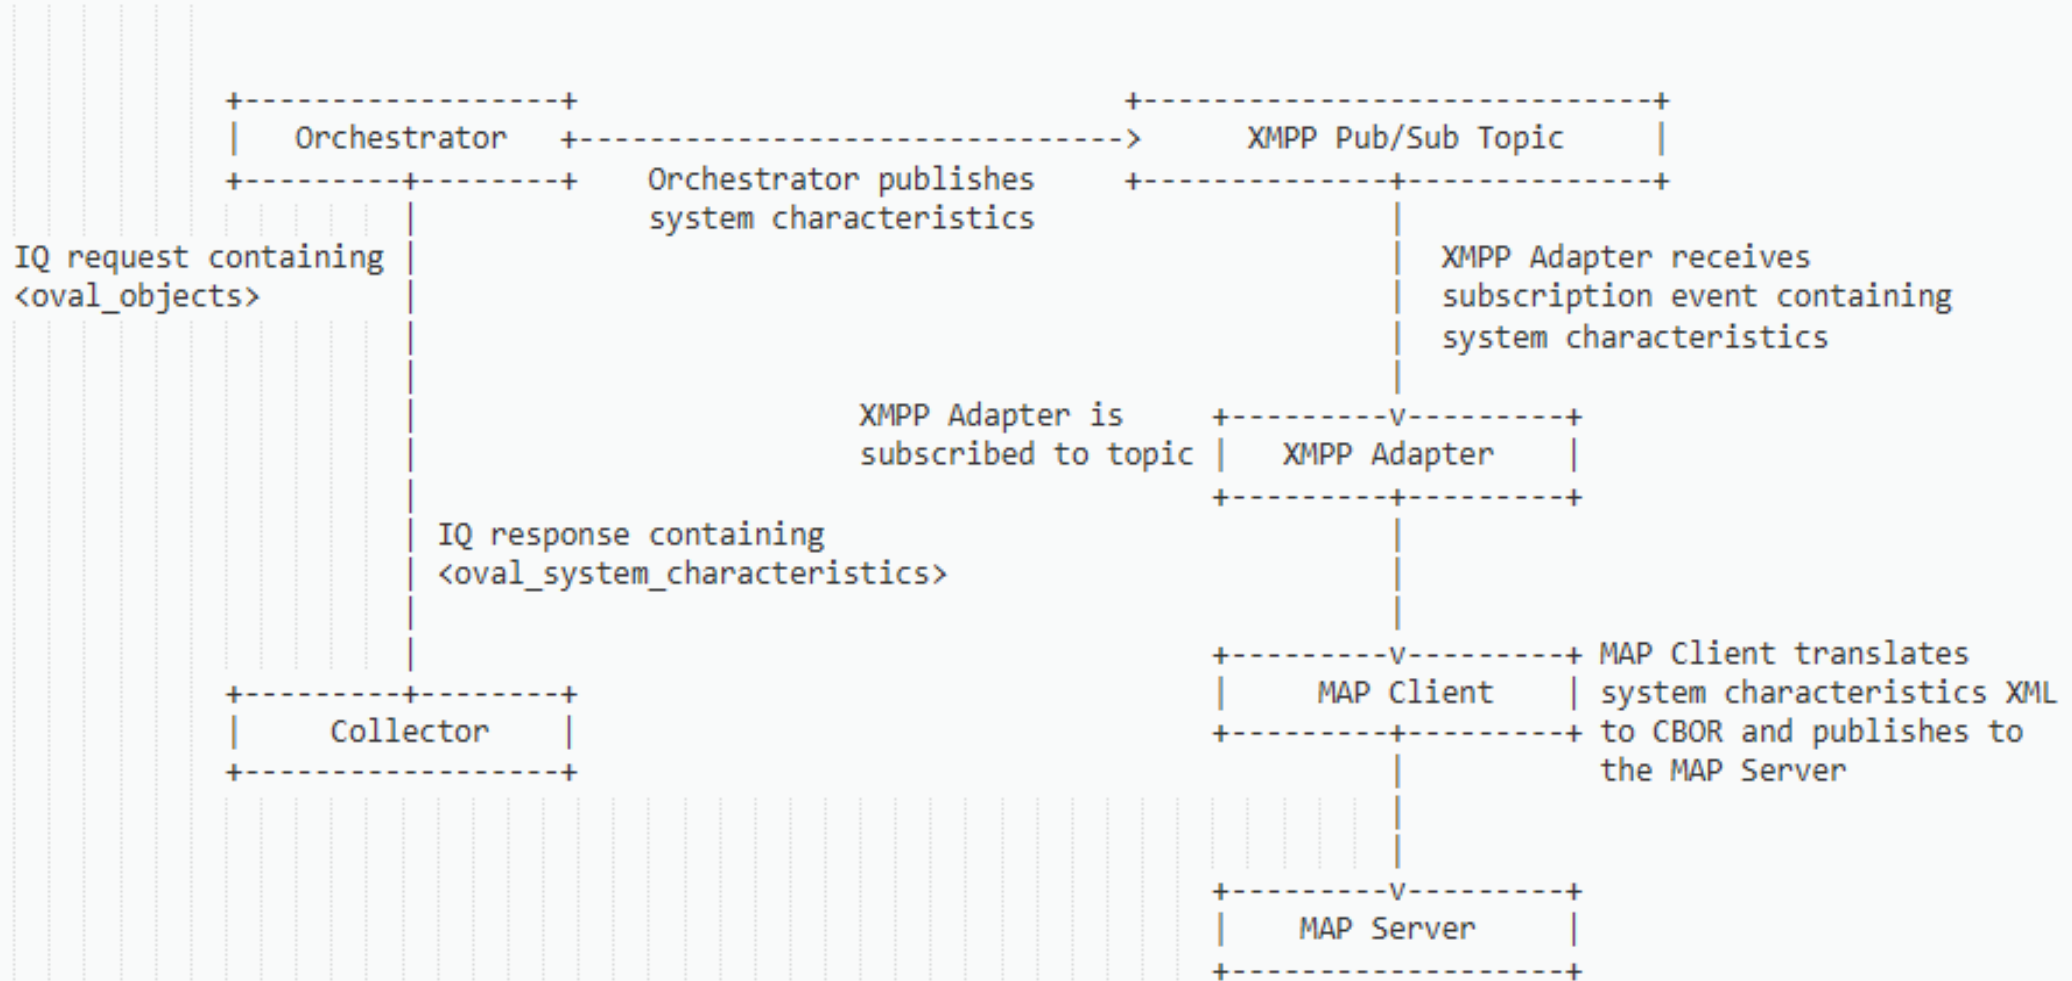 +------------------+ +-----------------------------+
| Orchestrator +-------------------------------> XMPP Pub/Sub Topic |
+---------+--------+ Orchestrator publishes +--------------+--------------+
| system characteristics |
IQ request containing | | XMPP Adapter receives
<oval_objects> | | subscription event containing
| | system characteristics
| |
| XMPP Adapter is +---------v---------+
| subscribed to topic | XMPP Adapter |
| +---------+---------+
| IQ response containing |
| <oval_system_characteristics> |
| |
| +---------v---------+ MAP Client translates
+---------+--------+ | MAP Client | system characteristics XML
| Collector | +---------+---------+ to CBOR and publishes to
+------------------+ | the MAP Server
|
|
+---------v---------+
| MAP Server |
+-------------------+